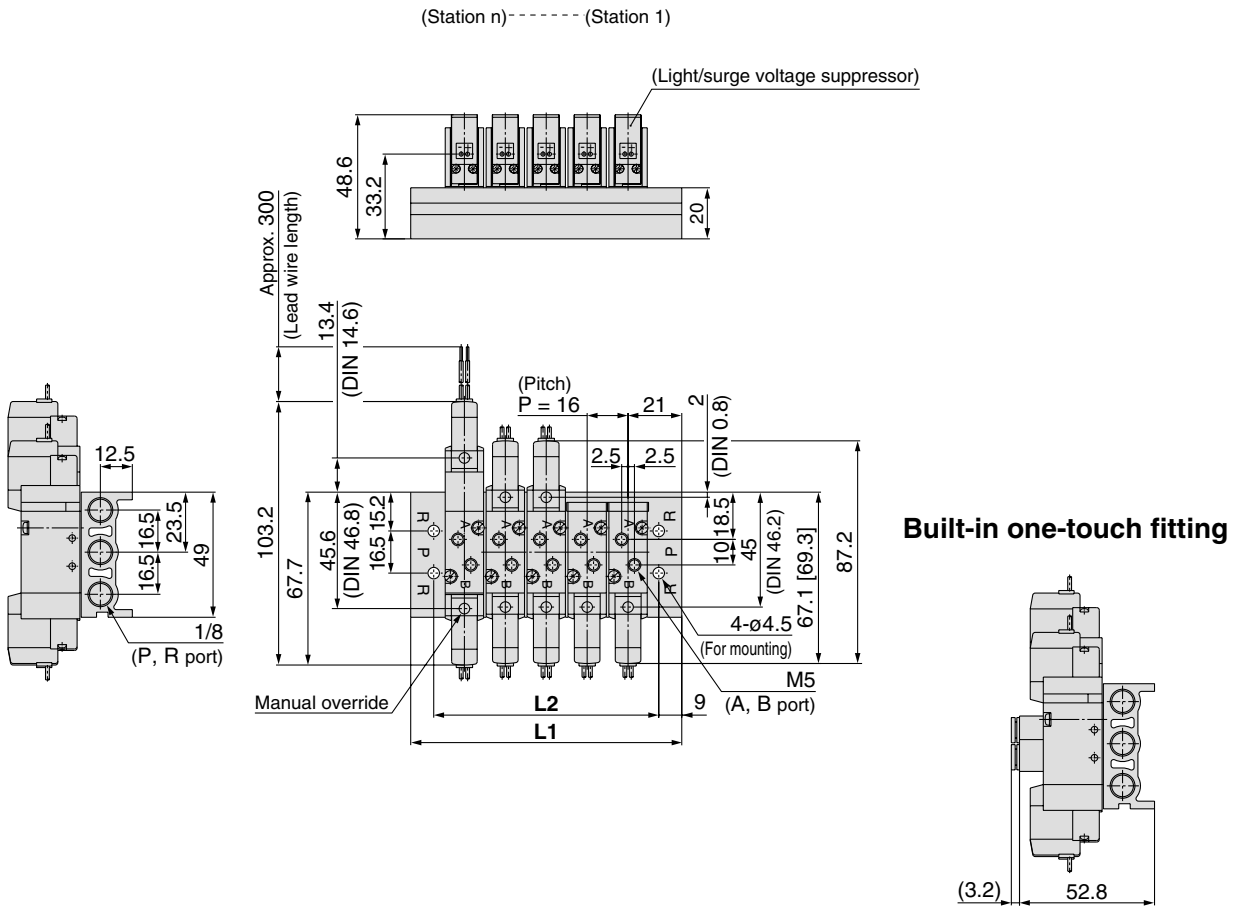 (Station n)------(Station 1)
(Light/surge voltage suppressor)
48.6
33.2
20
Approx. 300
(Lead wire length)
13.4
(DIN 14.6)
(Pitch)
P = 16
21
2
(DIN 0.8)
2.5
2.5
12.5
16.5
16.5
23.5
49
1/8
(P, R port)
103.2
67.7
45.6
(DIN 46.8)
15.2
16.5
R
P
R
A
A
A
A
A
B
B
B
B
B
R
P
R
18.5
10
45
(DIN 46.2)
67.1 [69.3]
87.2
4-ø4.5
(For mounting)
M5
(A, B port)
Manual override
L2
9
L1
Built-in one-touch fitting
(3.2)
52.8